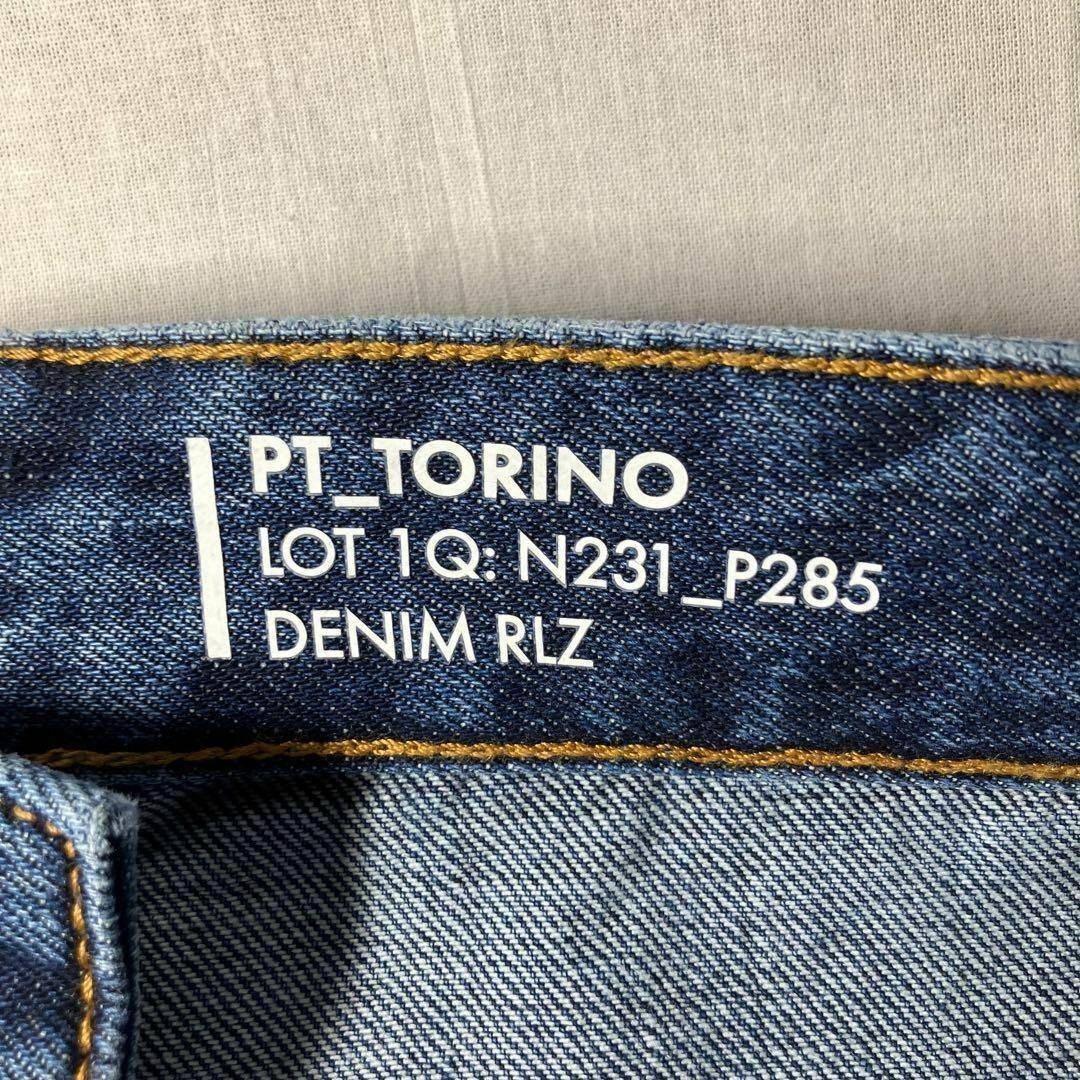 PT_TORINO
LOT 1Q: N231_P285
DENIM RLZ